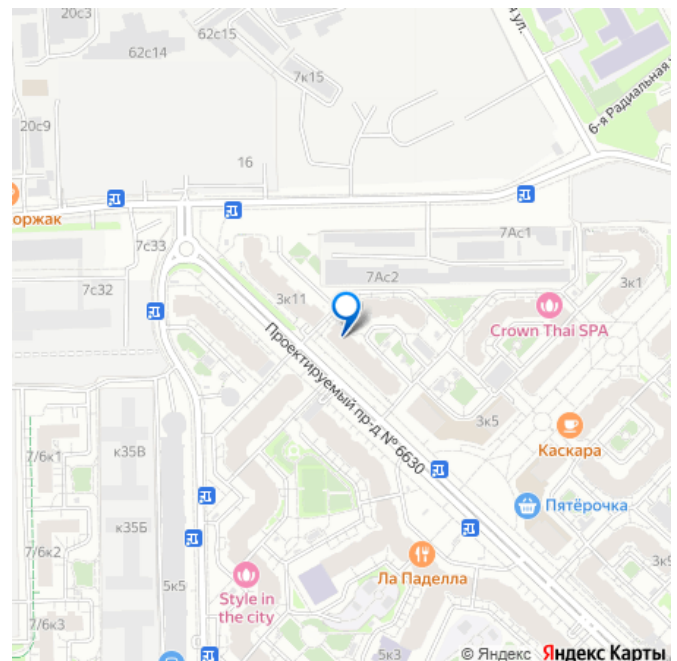 20с3
62с15
62с14
7к15
я ул.
6-я Радиальная
20с9
16
оржак
7с33
7Ас1
7Ас2
7с32
3к11
3к1
Crown Thai SPA
Проектируемый пр-д № 6630
3к5
Каскара
7/6к1
к35В
Пятёрочка
к35Б
7/6к2
Ла Паделла
3к9
5к5
Style in
the city
7/6к3
5к3
© Яндекс Яндекс Карты